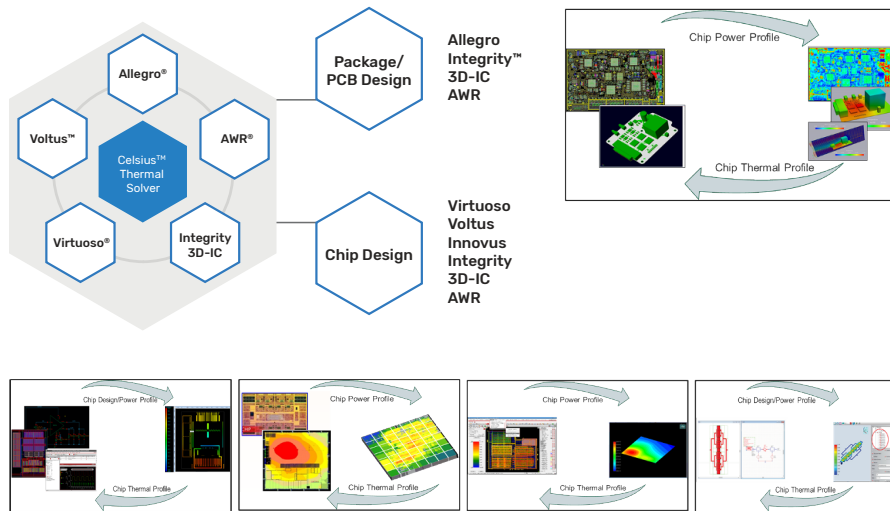 Allegro®
Voltus™
AWR®
Celsius™
Thermal
Solver
Virtuoso®
Integrity
3D-IC
Package/
PCB Design
Allegro
Integrity™
3D-IC
AWR
Chip Design
Virtuoso
Voltus
Innovus
Integrity
3D-IC
AWR
Chip Power Profile
Chip Thermal Profile
Chip Design/Power Profile
Chip Thermal Profile
Chip Power Profile
Chip Thermal Profile
Chip Power Profile
Chip Thermal Profile
Chip Design/Power Profile
Chip Thermal Profile